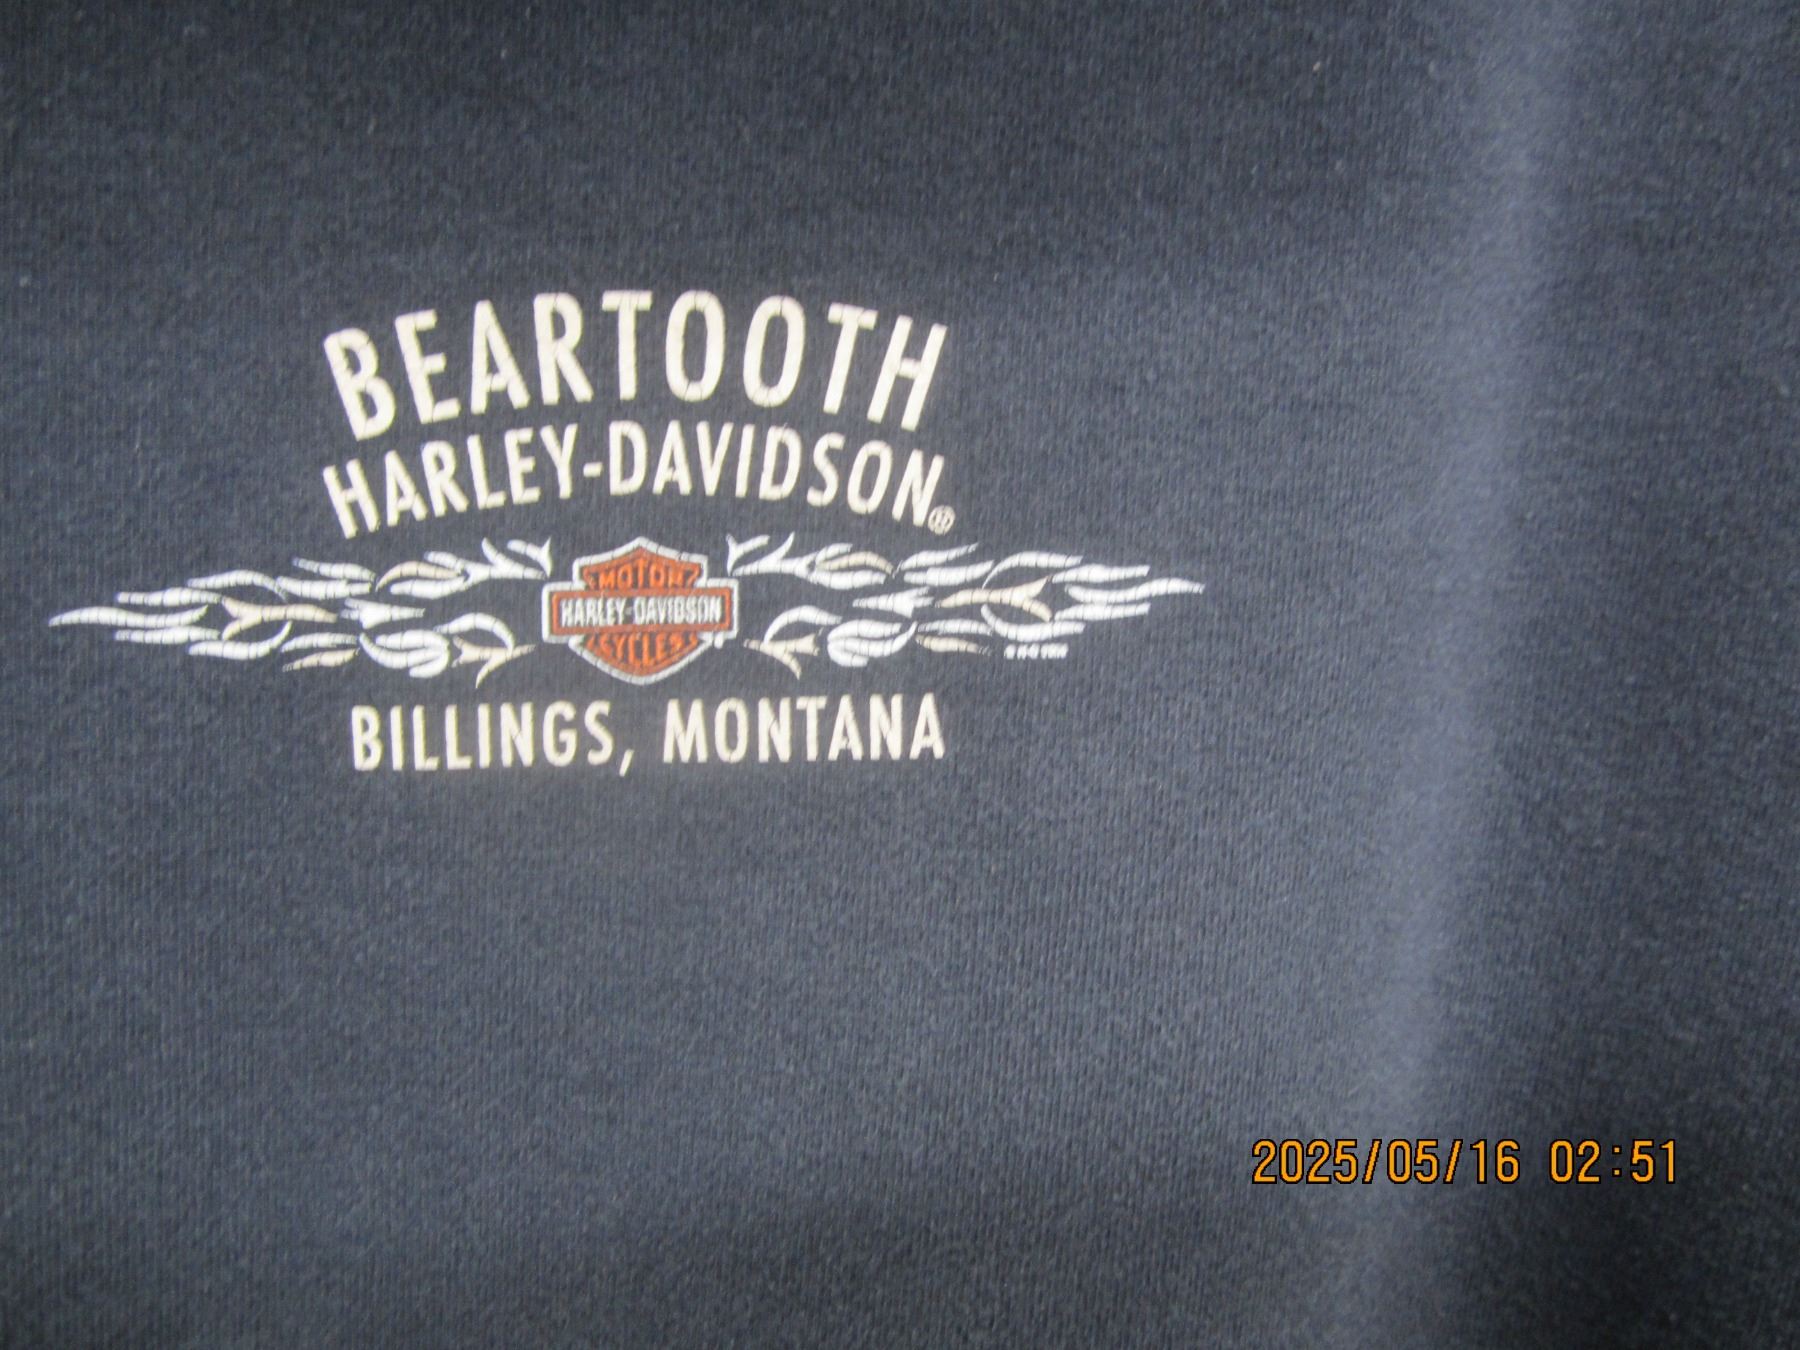 BEARTOOTH
HARLEY-DAVIDSON®
MOTOR
HARLEY-DAVIDSON
CYCLES
BILLINGS, MONTANA
2025/05/16 02:51